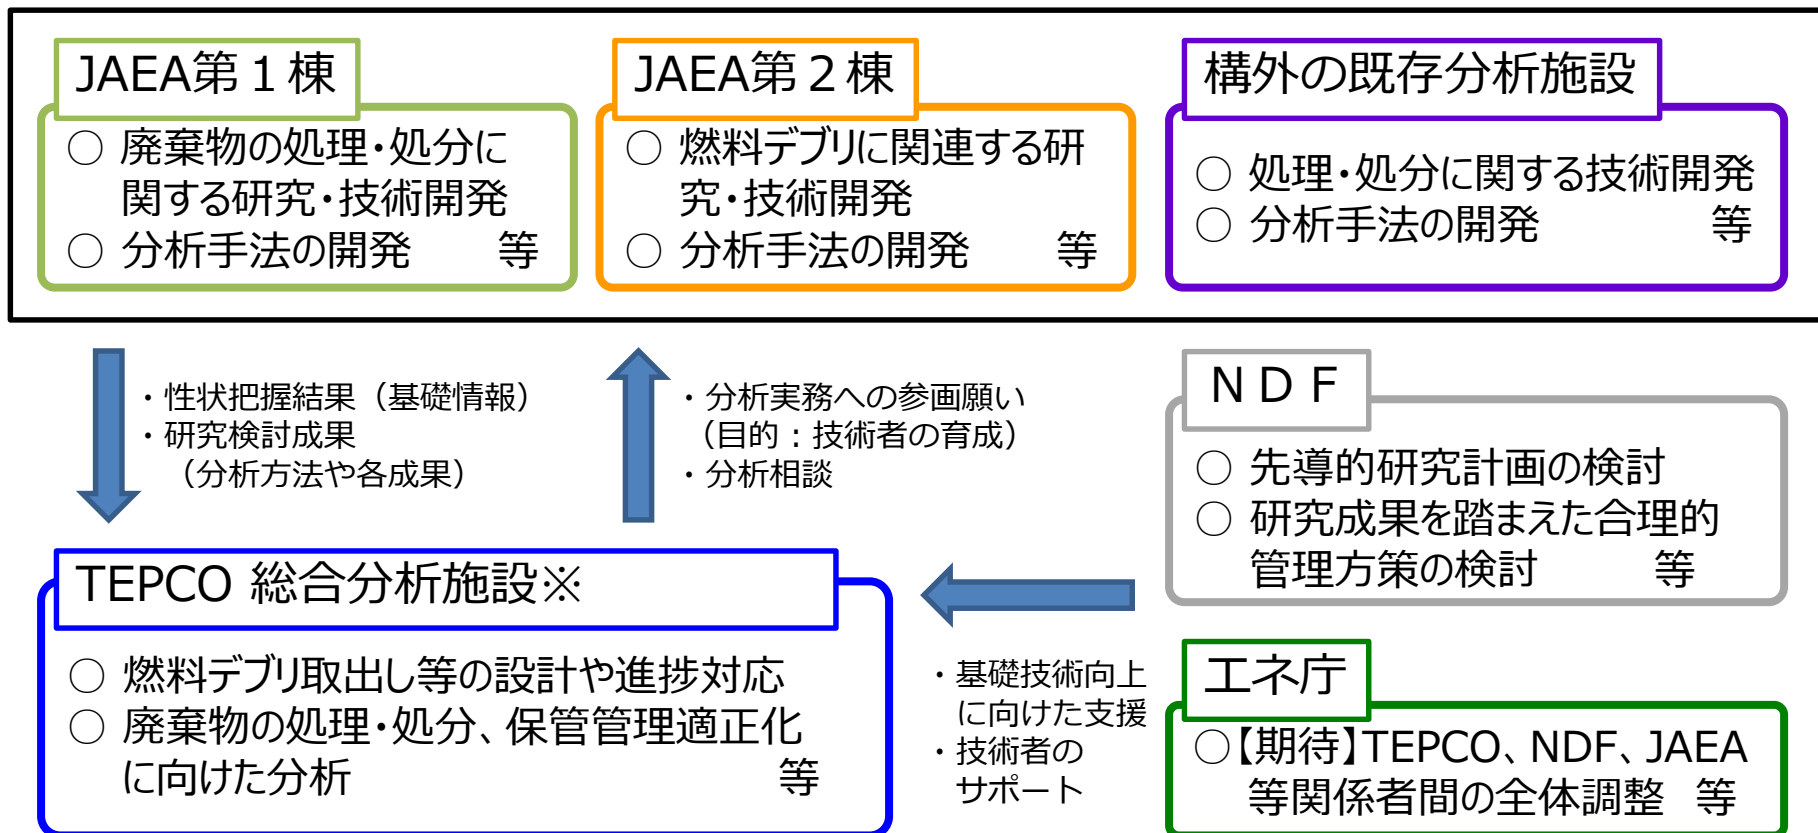 JAEA第１棟
○ 廃棄物の処理・処分に
関する研究・技術開発
○ 分析手法の開発　　等
JAEA第２棟
○ 燃料デブリに関連する研
究・技術開発
○ 分析手法の開発　　等
構外の既存分析施設
○ 処理・処分に関する技術開発
○ 分析手法の開発　　　　等
・性状把握結果（基礎情報）
・研究検討成果
（分析方法や各成果）
・分析実務への参画願い
（目的：技術者の育成）
・分析相談
ＮＤＦ
○ 先導的研究計画の検討
○ 研究成果を踏まえた合理的
管理方策の検討　　　等
TEPCO 総合分析施設※
○ 燃料デブリ取出し等の設計や進捗対応
○ 廃棄物の処理・処分、保管管理適正化
に向けた分析　　　　　　　　　　等
・基礎技術向上
に向けた支援
・技術者の
サポート
エネ庁
○【期待】TEPCO、NDF、JAEA
等関係者間の全体調整　等